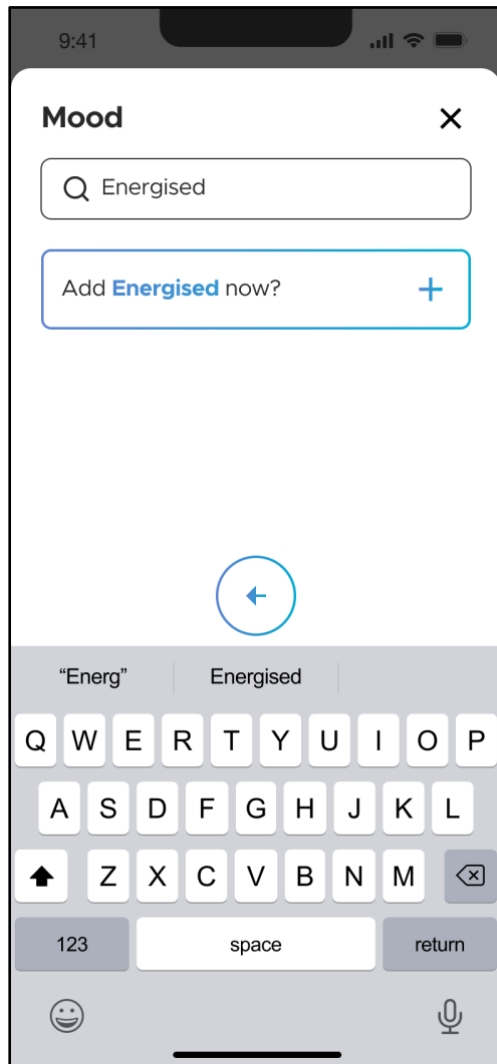 9:41
Mood
Energised
Add Energised now?
“Energ” Energised
Q W E R T Y U I O P
A S D F G H J K L
Z X C V B N M
123 space return